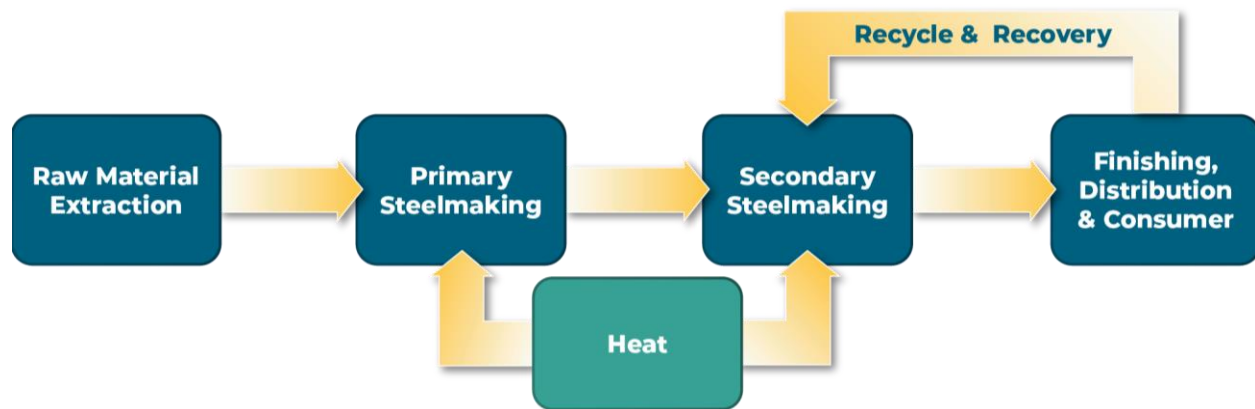 Recycle & Recovery
Raw Material
Extraction
Primary
Steelmaking
Secondary
Steelmaking
Finishing,
Distribution
& Consumer
Heat